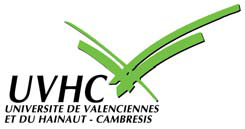 UVHC
UNIVERSITE DE VALENCIENNES
ET DU HAINAUT - CAMBRESIS